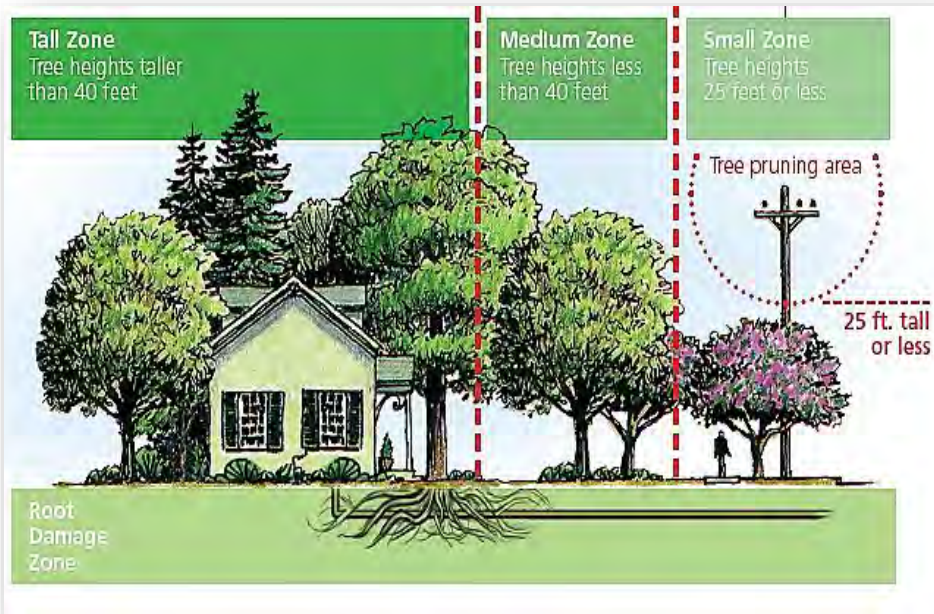 Tall Zone
Tree heights taller
than 40 feet
Medium Zone
Tree heights less
than 40 feet
Small Zone
Tree heights
25 feet or less
Tree pruning area
25 ft. tall
or less
Root
Damage
Zone